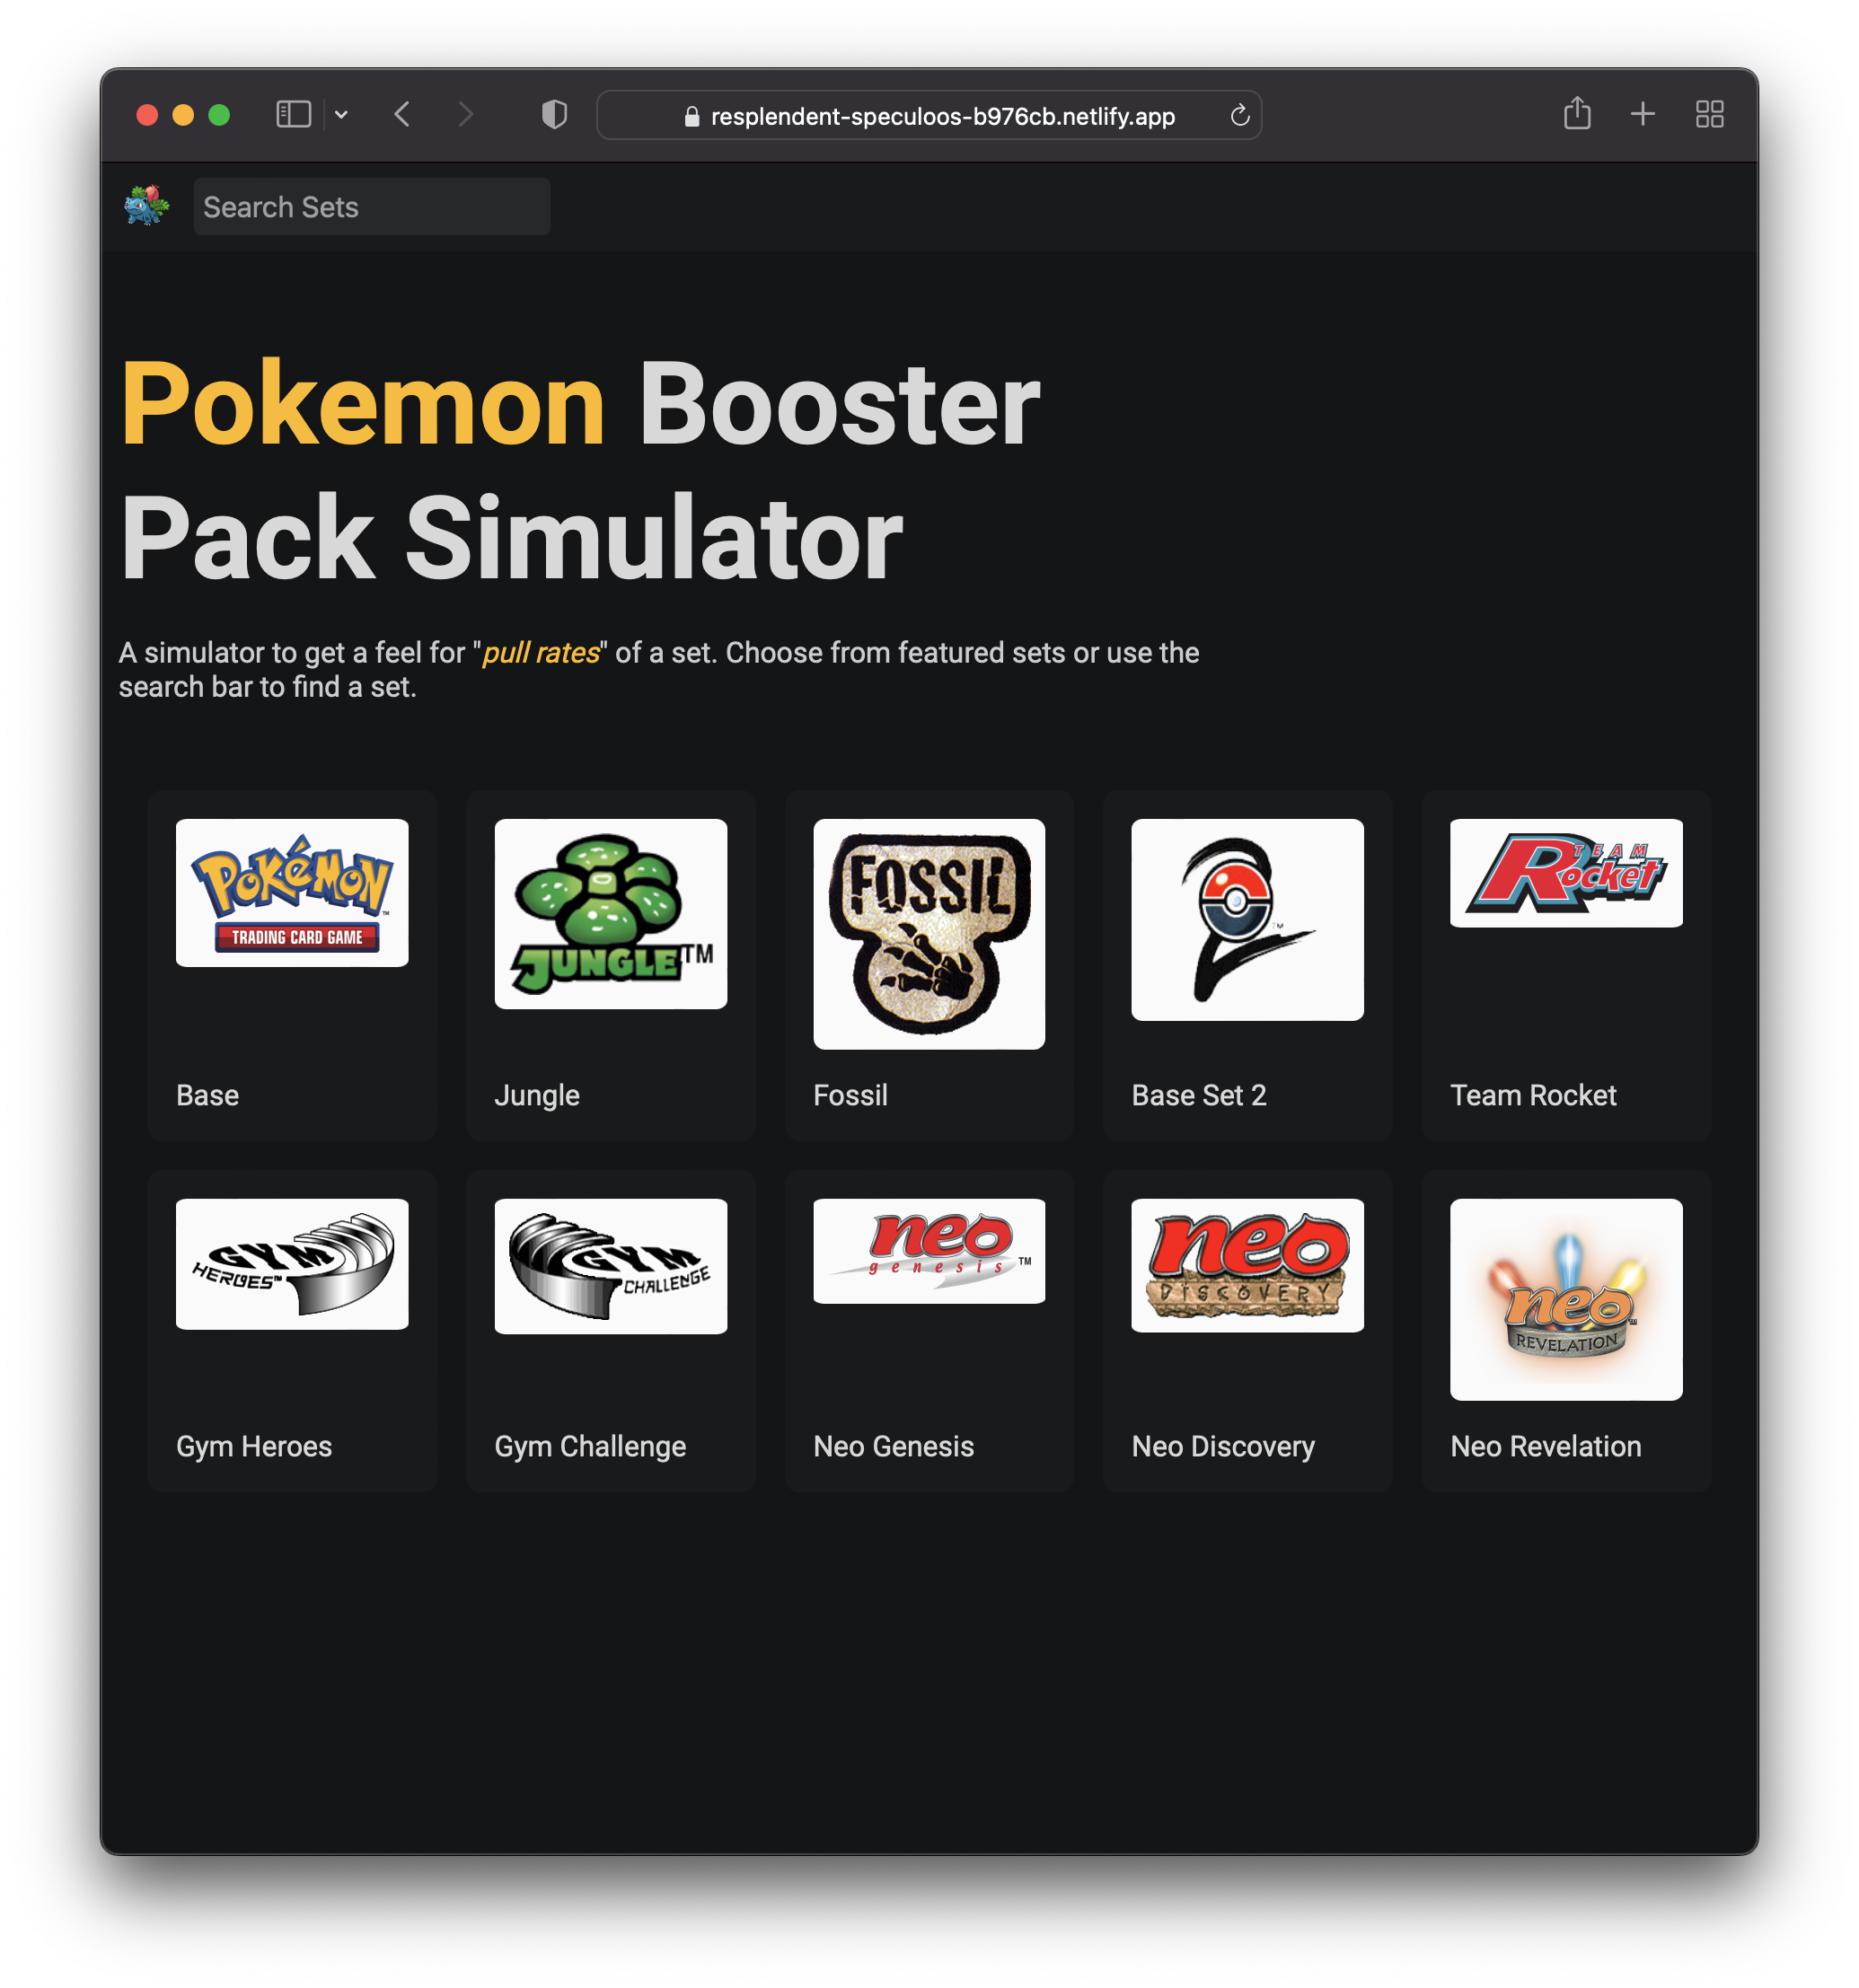 resplendent-speculoos-b976cb.netlify.app
Search Sets
Pokemon Booster
Pack Simulator
A simulator to get a feel for "pull rates" of a set. Choose from featured sets or use the
search bar to find a set.
POKéMON™
TRADING CARD GAME
JUNGLE™
FOSSIL
™
TEAM
ROCKET
Base
Jungle
Fossil
Base Set 2
Team Rocket
GYM
HEROES™
GYM
CHALLENGE
neo
genesis™
neo
DISCOVERY
neo™
REVELATION
Gym Heroes
Gym Challenge
Neo Genesis
Neo Discovery
Neo Revelation